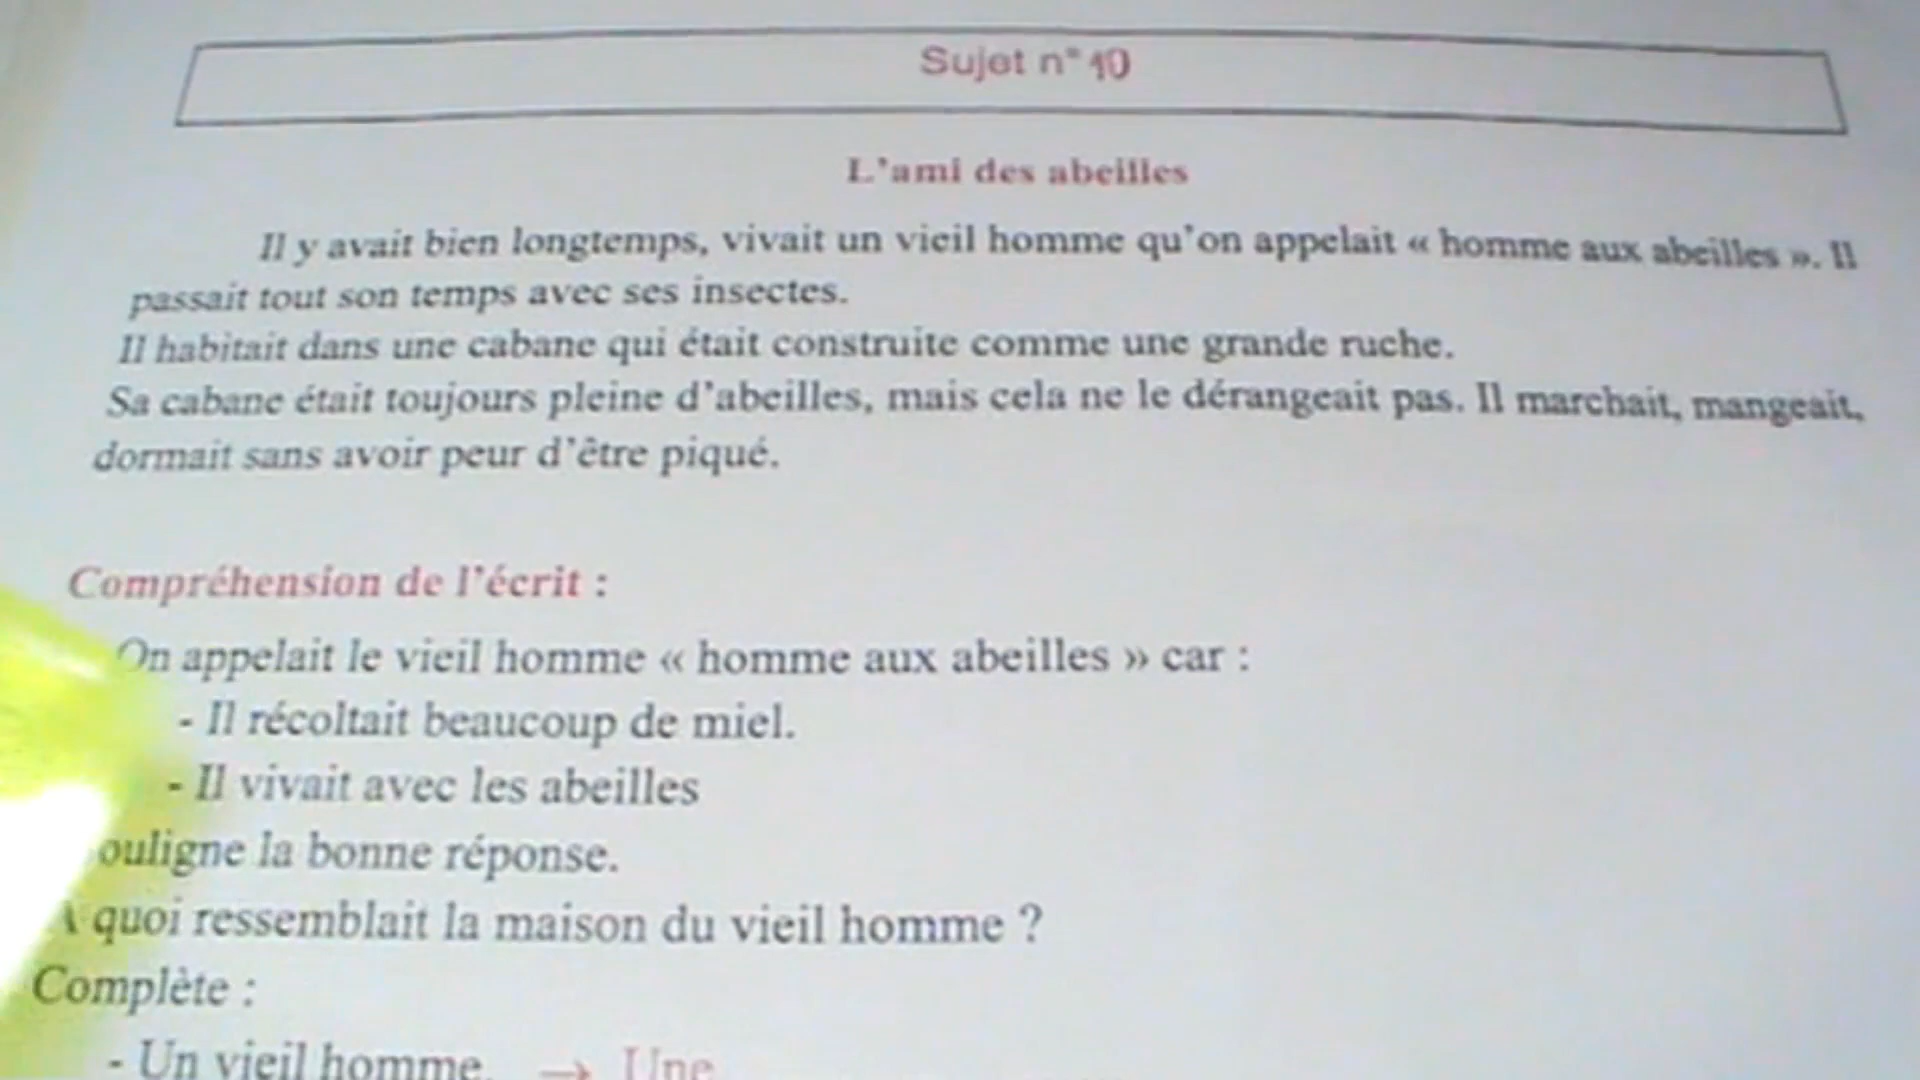 Sujet n° 10
L'ami des abeilles
Il y avait bien longtemps, vivait un vieil homme qu'on appelait « homme aux abeilles ». Il
passait tout son temps avec ses insectes.
Il habitait dans une cabane qui était construite comme une grande ruche.
Sa cabane était toujours pleine d'abeilles, mais cela ne le dérangeait pas. Il marchait, mangeait,
dormait sans avoir peur d'être piqué.
Compréhension de l'écrit :
On appelait le vieil homme « homme aux abeilles » car :
- Il récoltait beaucoup de miel.
- Il vivait avec les abeilles
ouligne la bonne réponse.
A quoi ressemblait la maison du vieil homme ?
Complète :
- Un vieil homme. → Une